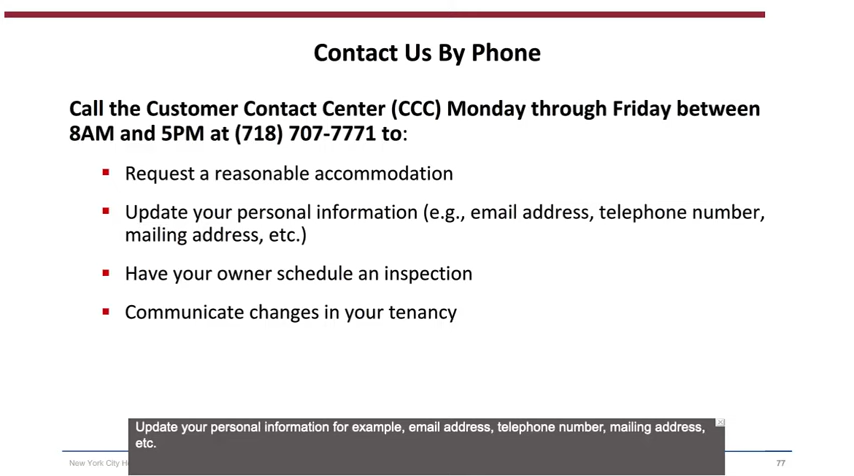 Contact Us By Phone
Call the Customer Contact Center (CCC) Monday through Friday between
8AM and 5PM at (718) 707-7771 to:
▪ Request a reasonable accommodation
▪ Update your personal information (e.g., email address, telephone number,
mailing address, etc.)
▪ Have your owner schedule an inspection
▪ Communicate changes in your tenancy
Update your personal information for example, email address, telephone number, mailing address,
etc.
New York City
77